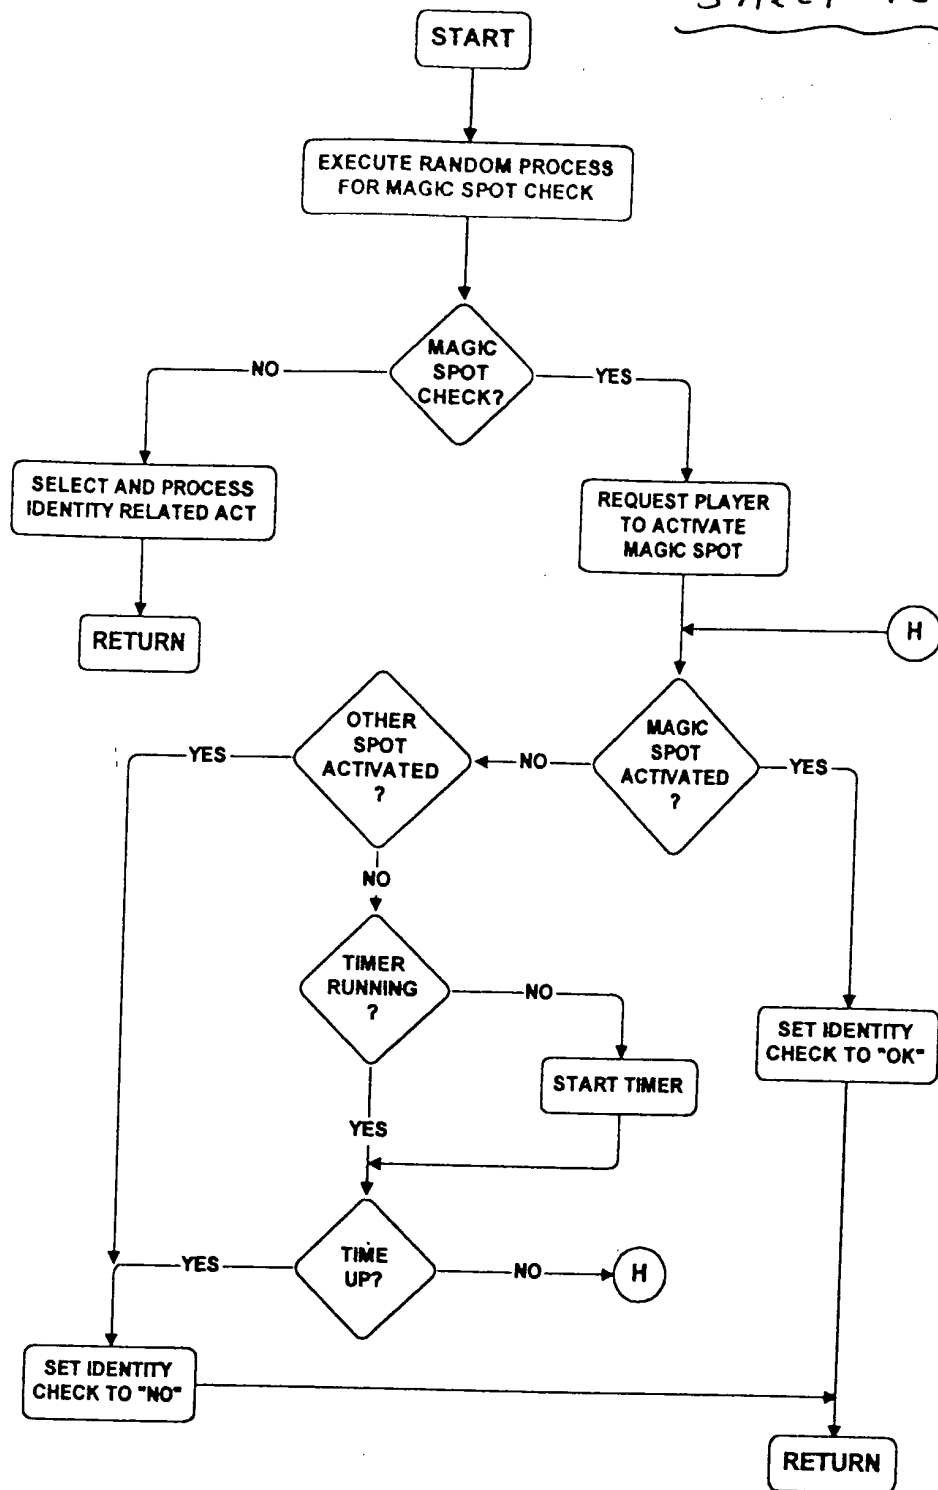 START
EXECUTE RANDOM PROCESS
FOR MAGIC SPOT CHECK
MAGIC
SPOT
CHECK?
NO
YES
SELECT AND PROCESS
IDENTITY RELATED ACT
REQUEST PLAYER
TO ACTIVATE
MAGIC SPOT
RETURN
H
OTHER
SPOT
ACTIVATED
?
MAGIC
SPOT
ACTIVATED
?
YES
NO
YES
NO
TIMER
RUNNING
?
NO
SET IDENTITY
CHECK TO "OK"
START TIMER
YES
TIME
UP?
YES
NO
H
SET IDENTITY
CHECK TO "NO"
RETURN